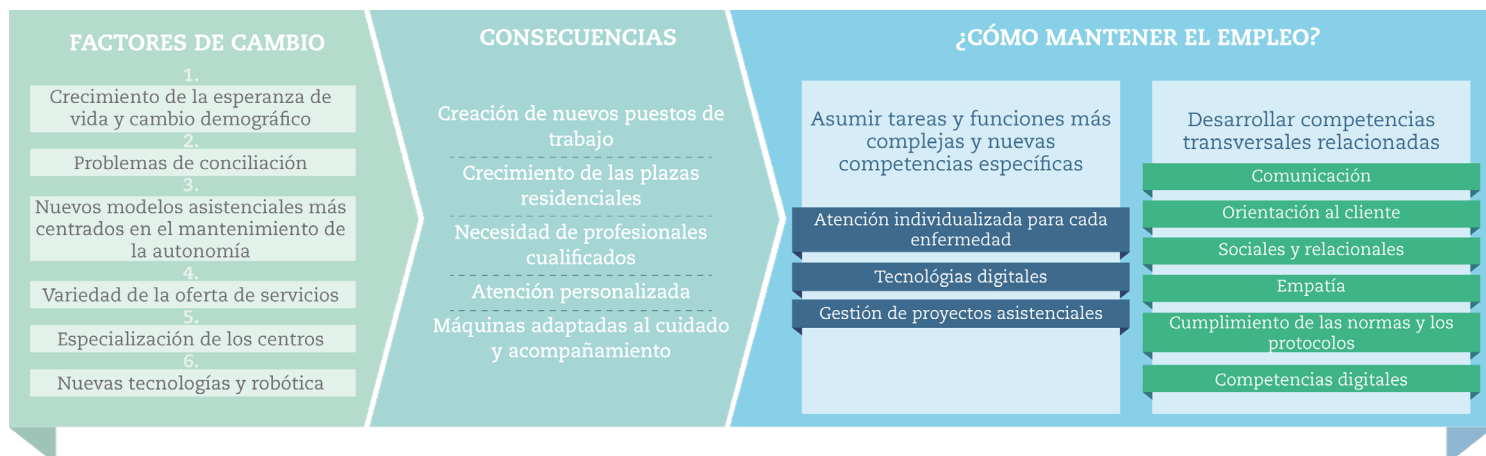 FACTORES DE CAMBIO
1.
Crecimiento de la esperanza de
vida y cambio demográfico
2.
Problemas de conciliación
3.
Nuevos modelos asistenciales más
centrados en el mantenimiento de
la autonomía
4.
Variedad de la oferta de servicios
5.
Especialización de los centros
6.
Nuevas tecnologías y robótica
CONSECUENCIAS
Creación de nuevos puestos de
trabajo
Crecimiento de las plazas
residenciales
Necesidad de profesionales
cualificados
Atención personalizada
Máquinas adaptadas al cuidado
y acompañamiento
¿CÓMO MANTENER EL EMPLEO?
Asumir tareas y funciones más
complejas y nuevas
competencias específicas
Atención individualizada para cada
enfermedad
Tecnológias digitales
Gestión de proyectos asistenciales
Desarrollar competencias
transversales relacionadas
Comunicación
Orientación al cliente
Sociales y relacionales
Empatía
Cumplimiento de las normas y los
protocolos
Competencias digitales